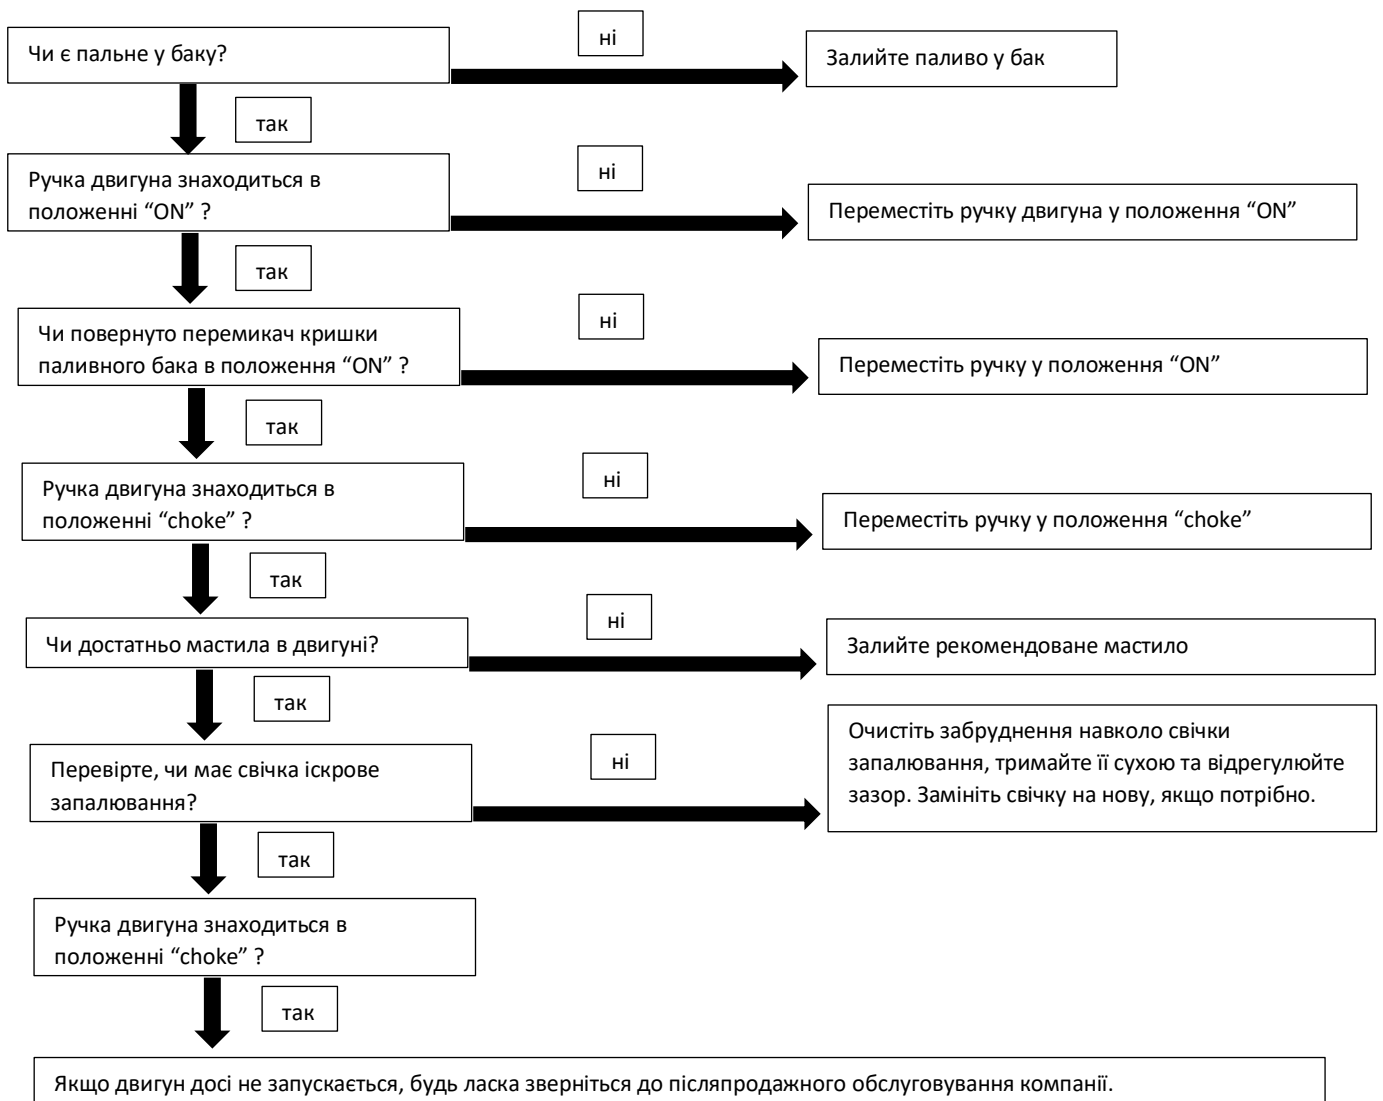 Чи є пальне у баку?
ні
Залийте паливо у бак
так
Ручка двигуна знаходиться в
положенні “ON” ?
ні
Переместіть ручку двигуна у положення “ON”
так
Чи повернуто перемикач кришки
паливного бака в положення “ON” ?
ні
Переместіть ручку у положення “ON”
так
Ручка двигуна знаходиться в
положенні “choke” ?
ні
Переместіть ручку у положення “choke”
так
Чи достатньо мастила в двигуні?
ні
Залийте рекомендоване мастило
так
Перевірте, чи має свічка іскрове
запалювання?
ні
Очистіть забруднення навколо свічки
запалювання, тримайте її сухою та відрегулюйте
зазор. Замініть свічку на нову, якщо потрібно.
так
Ручка двигуна знаходиться в
положенні “choke” ?
так
Якщо двигун досі не запускається, будь ласка зверніться до післяпродажного обслуговування компанії.